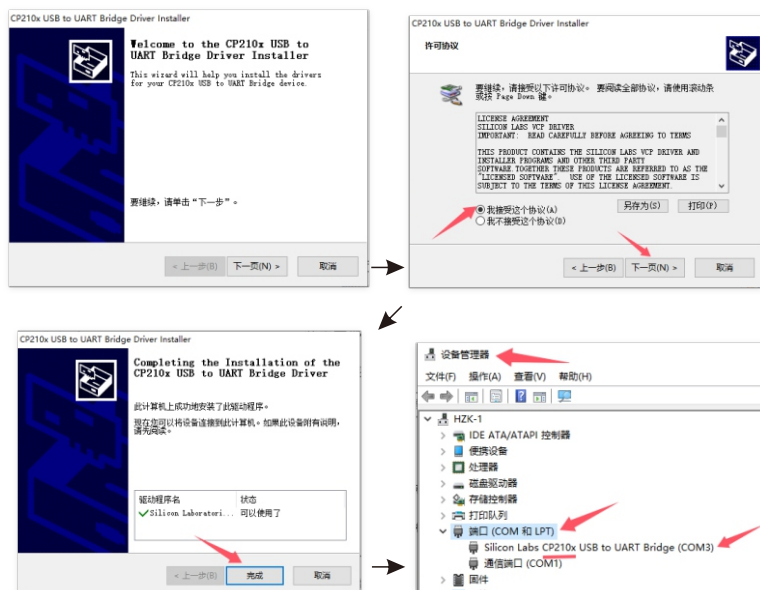 CP210x USB to UART Bridge Driver Installer
Welcome to the CP210x USB to
UART Bridge Driver Installer
This wizard will help you install the drivers
for your CP210x USB to UART Bridge device.
要继续，请单击“下一步”。
< 上一步(B)
下一页(N) >
取消
CP210x USB to UART Bridge Driver Installer
许可协议
要继续，请接受以下许可协议。要阅读全部协议，请使用滚动条
或按 Page Down 键。
LICENSE AGREEMENT
SILICON LABS VCP DRIVER
IMPORTANT: READ CAREFULLY BEFORE AGREEING TO TERMS
THIS PRODUCT CONTAINS THE SILICON LABS VCP DRIVER AND
INSTALLER PROGRAMS AND OTHER THIRD PARTY
SOFTWARE.TOGETHER THESE PRODUCTS ARE REFERRED TO AS THE
"LICENSED SOFTWARE". USE OF THE LICENSED SOFTWARE IS
SUBJECT TO THE TERMS OF THIS LICENSE AGREEMENT.
我接受这个协议(A)
我不接受这个协议(D)
另存为(S)
打印(P)
< 上一步(B)
下一页(N) >
取消
CP210x USB to UART Bridge Driver Installer
Completing the Installation of the
CP210x USB to UART Bridge Driver
此计算机上成功地安装了此驱动程序。
现在您可以将设备连接到此计算机。如果此设备附有说明，
请先阅读。
驱动程序名 状态
Silicon Laboratori... 可以使用了
< 上一步(B)
完成
取消
设备管理器
文件(F) 操作(A) 查看(V) 帮助(H)
HZK-1
IDE ATA/ATAPI 控制器
便携设备
处理器
磁盘驱动器
存储控制器
打印队列
端口 (COM 和 LPT)
Silicon Labs CP210x USB to UART Bridge (COM3)
通信端口 (COM1)
固件